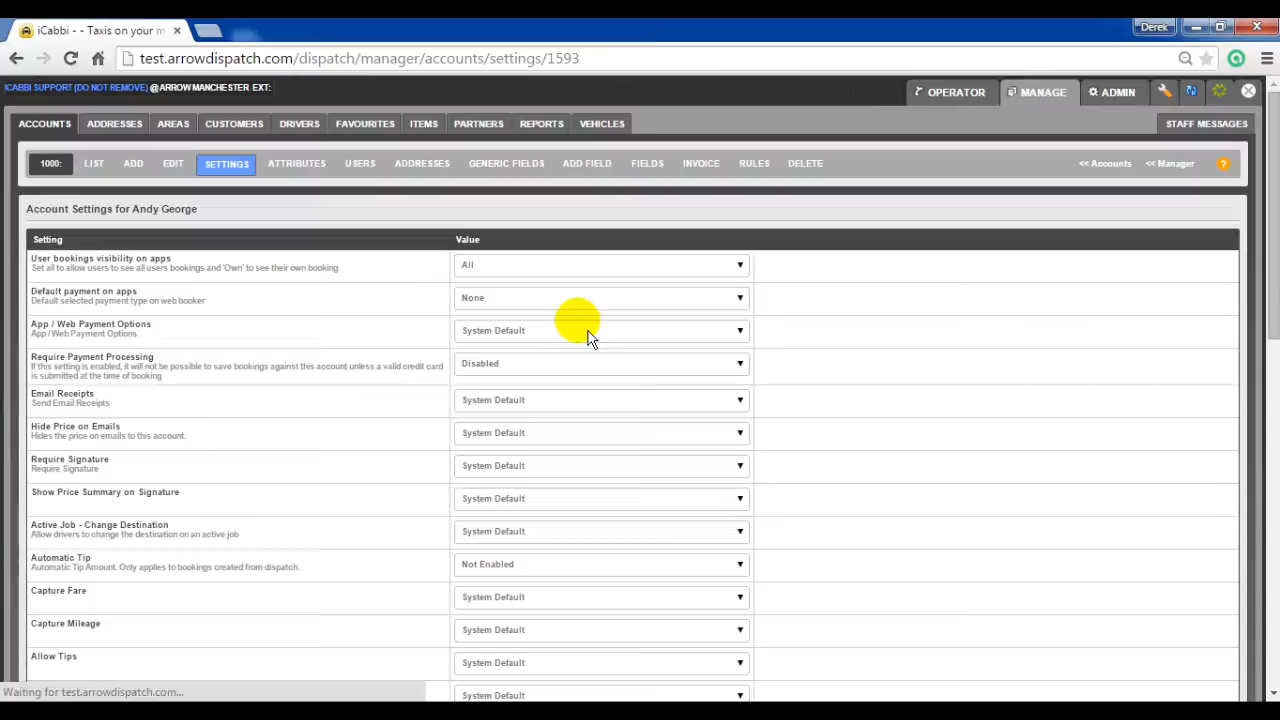 iCabbi - - Taxis on your m
Derek
test.arrowdispatch.com/dispatch/manager/accounts/settings/1593
ICABBI SUPPORT (DO NOT REMOVE) @ARROW MANCHESTER EXT:
OPERATOR
MANAGE
ADMIN
ACCOUNTS
ADDRESSES
AREAS
CUSTOMERS
DRIVERS
FAVOURITES
ITEMS
PARTNERS
REPORTS
VEHICLES
STAFF MESSAGES
1000:
LIST
ADD
EDIT
SETTINGS
ATTRIBUTES
USERS
ADDRESSES
GENERIC FIELDS
ADD FIELD
FIELDS
INVOICE
RULES
DELETE
<< Accounts
<< Manager
?
Account Settings for Andy George
Setting
Value
User bookings visibility on apps
Set all to allow users to see all users bookings and 'Own' to see their own booking
All
Default payment on apps
Default selected payment type on web booker
None
App / Web Payment Options
App / Web Payment Options
System Default
Require Payment Processing
If this setting is enabled, it will not be possible to save bookings against this account unless a valid credit card
is submitted at the time of booking
Disabled
Email Receipts
Send Email Receipts
System Default
Hide Price on Emails
Hides the price on emails to this account.
System Default
Require Signature
Require Signature
System Default
Show Price Summary on Signature
System Default
Active Job - Change Destination
Allow drivers to change the destination on an active job
System Default
Automatic Tip
Automatic Tip Amount. Only applies to bookings created from dispatch.
Not Enabled
Capture Fare
System Default
Capture Mileage
System Default
Allow Tips
System Default
System Default
Waiting for test.arrowdispatch.com...